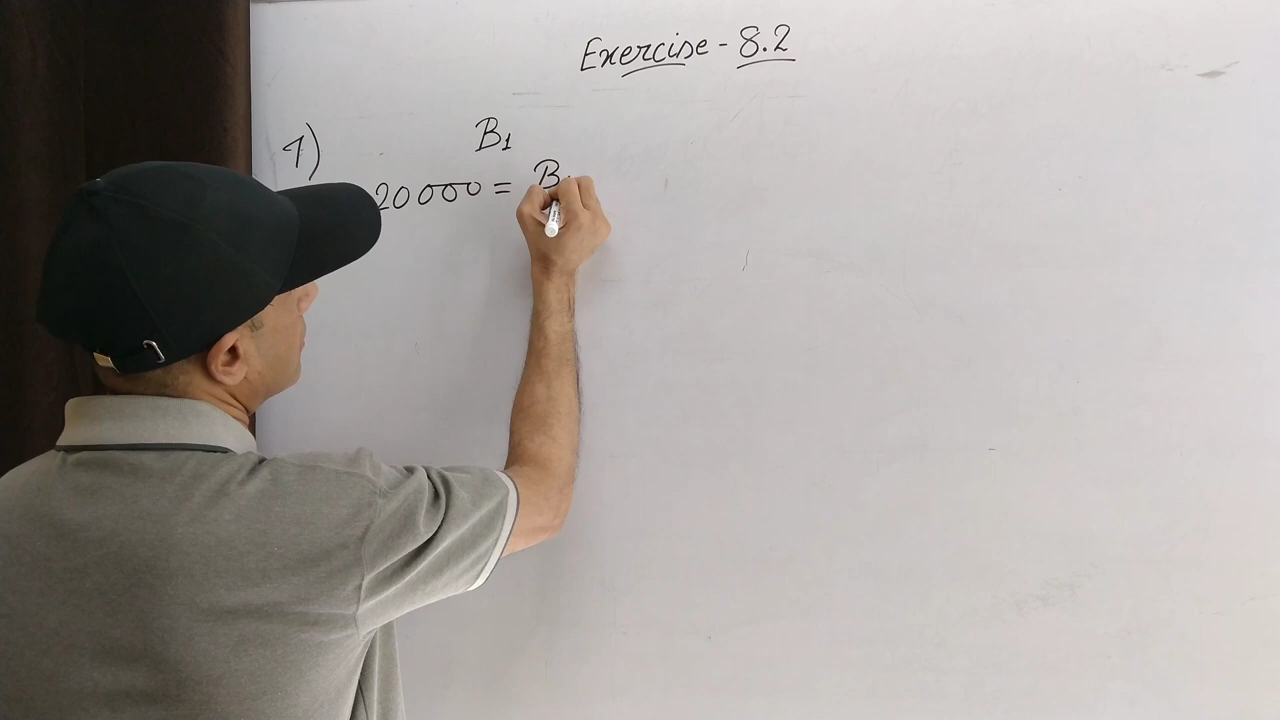 Exercise - 8.2
1)
B₁
20000 = B